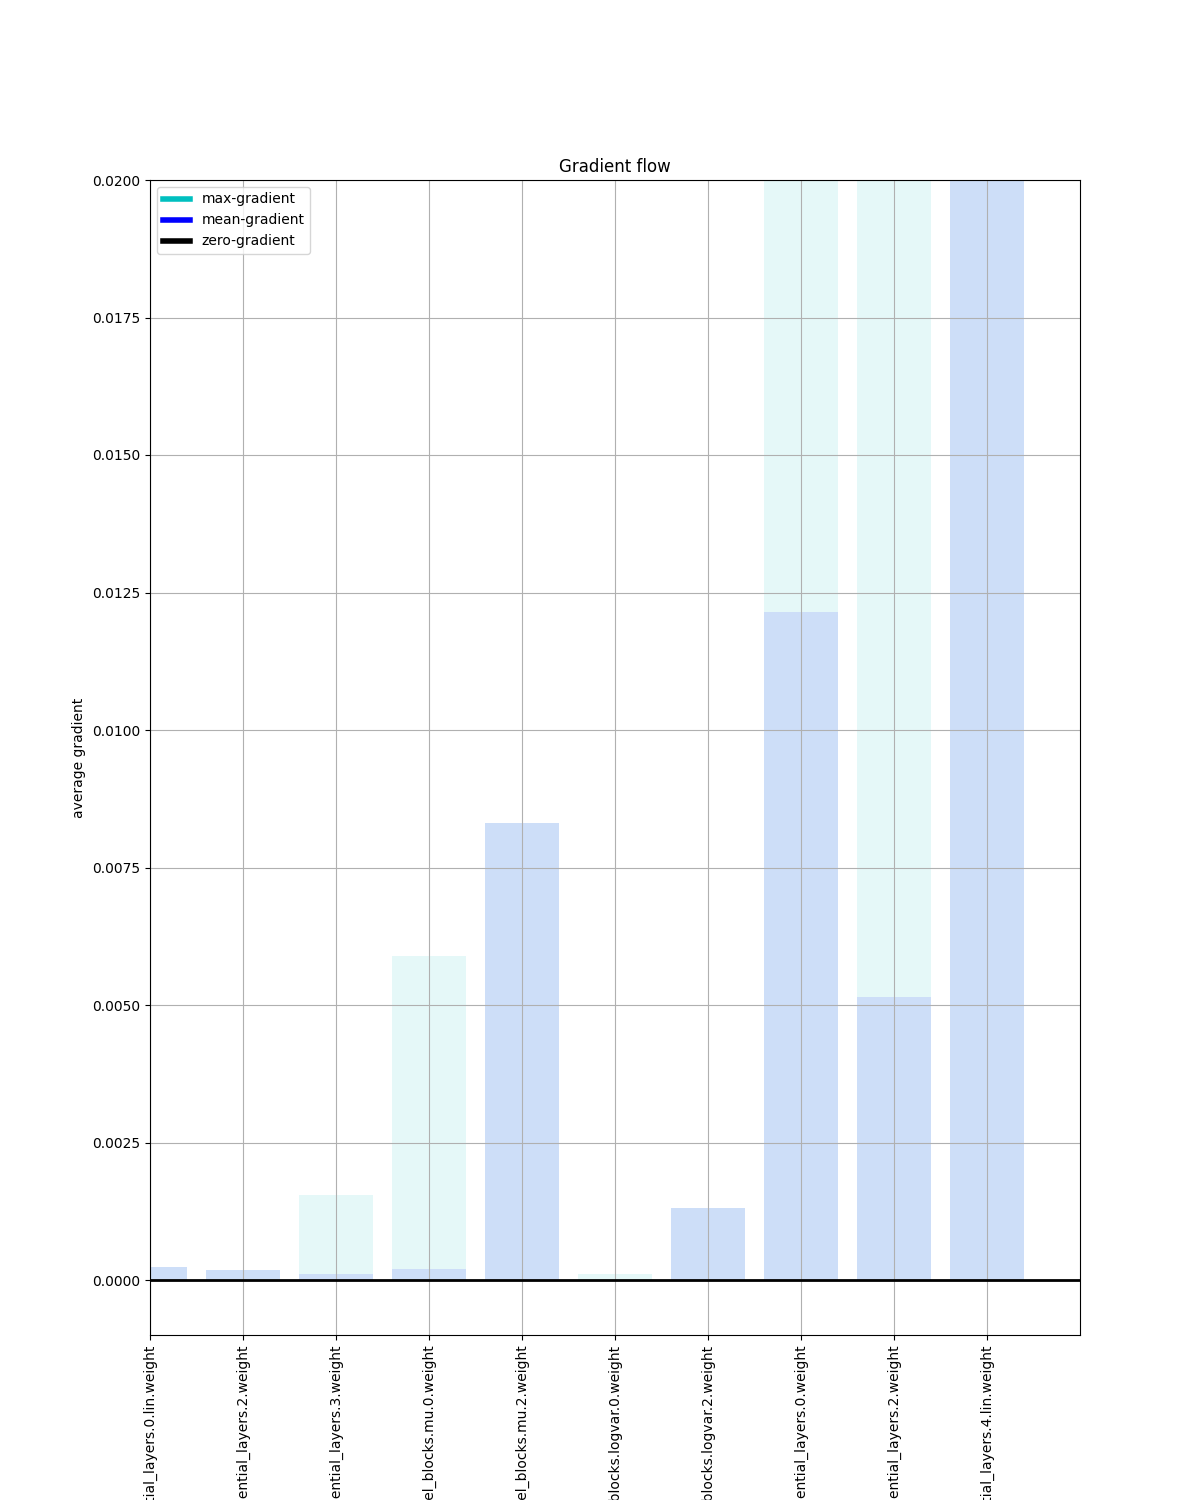 Gradient flow
max-gradient
mean-gradient
zero-gradient
0.0200
0.0175
0.0150
0.0125
0.0100
0.0075
0.0050
0.0025
0.0000
average gradient
tial_layers.0.lin.weight
ential_layers.2.weight
ential_layers.3.weight
el_blocks.mu.0.weight
el_blocks.mu.2.weight
blocks.logvar.0.weight
blocks.logvar.2.weight
ential_layers.0.weight
ential_layers.2.weight
tial_layers.4.lin.weight